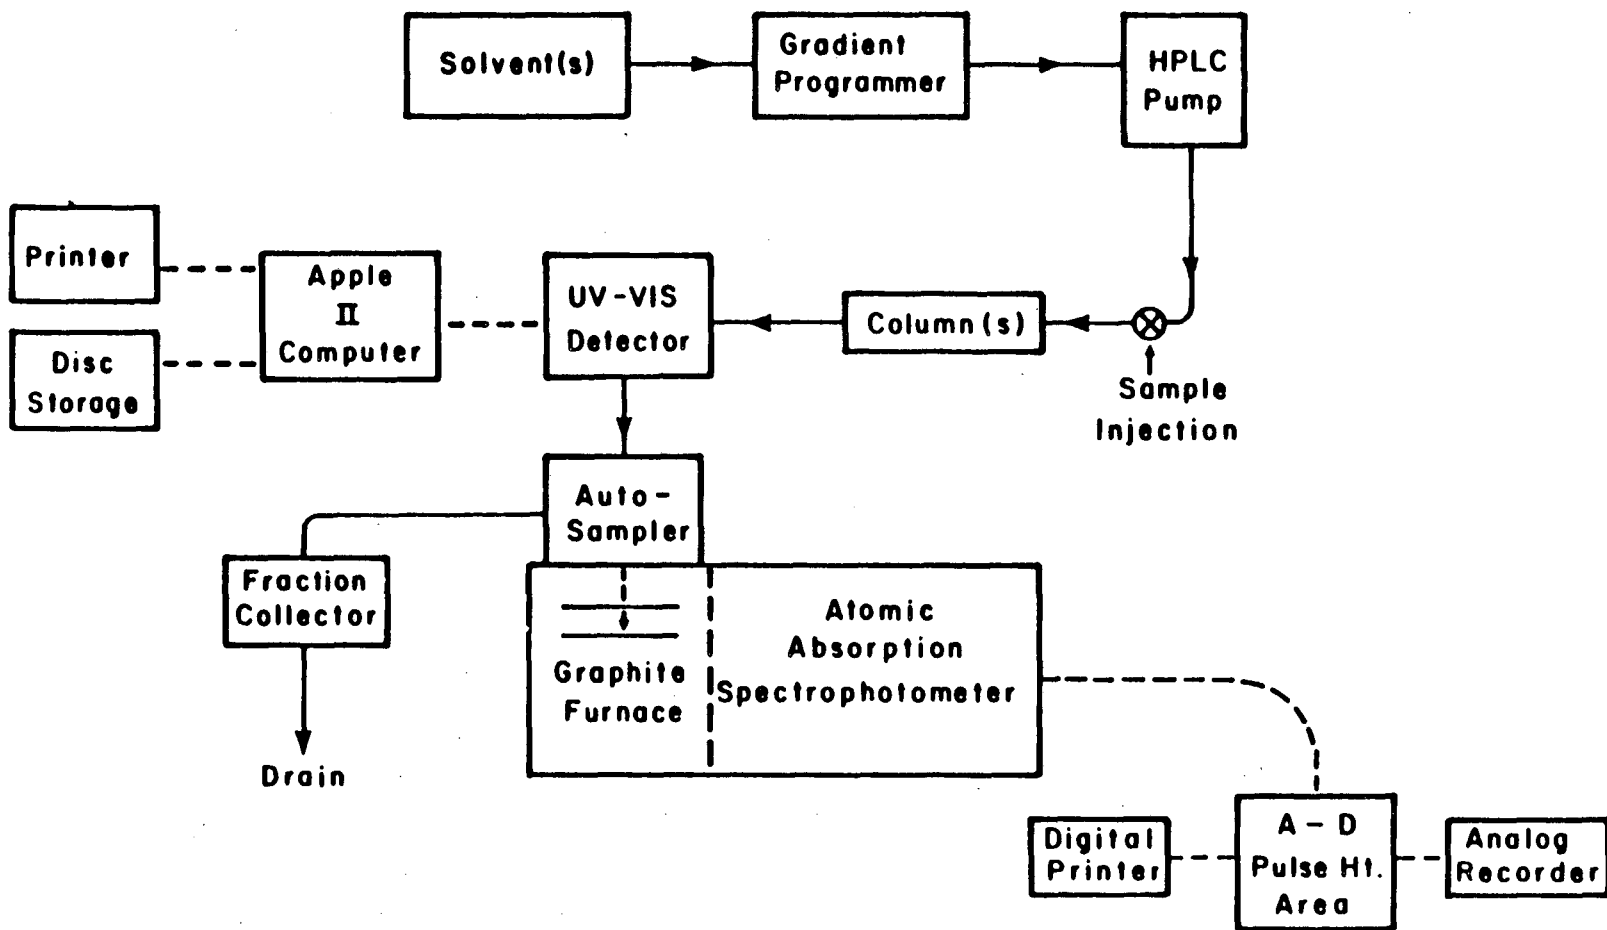 Solvent(s)
Gradient
Programmer
HPLC
Pump
Printer
Disc
Storage
Apple
II
Computer
UV-VIS
Detector
Column(s)
Sample
Injection
Auto-
Sampler
Fraction
Collector
Drain
Graphite
Furnace
Atomic
Absorption
Spectrophotometer
Digital
Printer
A-D
Pulse Ht.
Area
Analog
Recorder